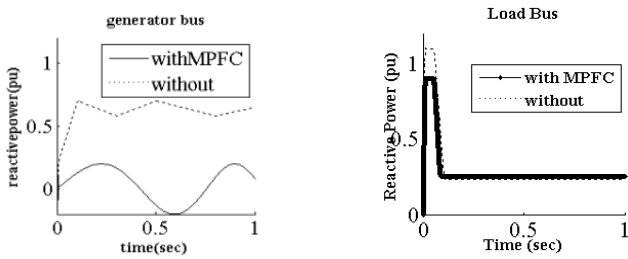 generator bus
reactivepower(pu)
1
0.5
0
withMPFC
without
0
0.5
1
time(sec)
Load Bus
Reactive Power (pu)
1
0.5
0
with MPFC
without
0
0.5
1
Time (sec)